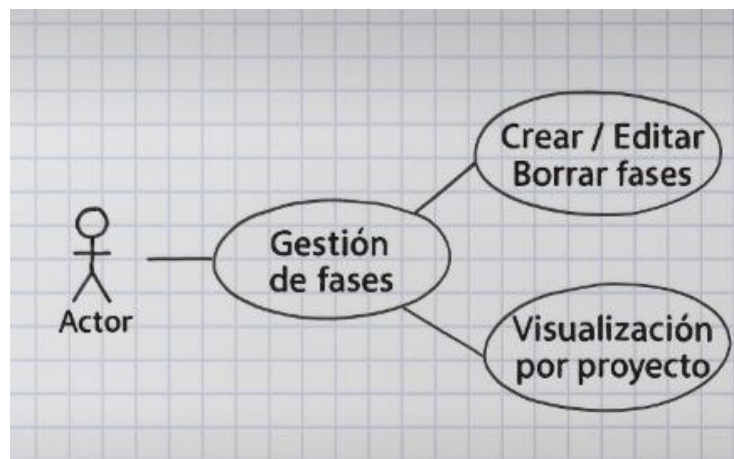 Actor
Gestión
de fases
Crear / Editar
Borrar fases
Visualización
por proyecto